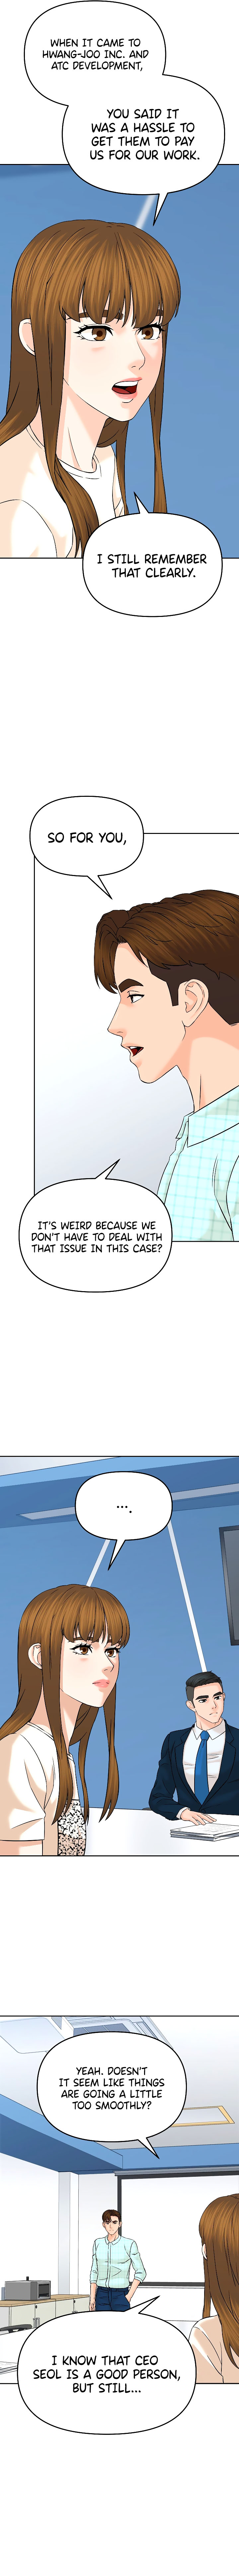 WHEN IT CAME TO
HWANG-JOO INC. AND
ATC DEVELOPMENT,
YOU SAID IT
WAS A HASSLE TO
GET THEM TO PAY
US FOR OUR WORK.
I STILL REMEMBER
THAT CLEARLY.
SO FOR YOU,
IT'S WEIRD BECAUSE WE
DON'T HAVE TO DEAL WITH
THAT ISSUE IN THIS CASE?
....
YEAH. DOESN'T
IT SEEM LIKE THINGS
ARE GOING A LITTLE
TOO SMOOTHLY?
I KNOW THAT CEO
SEOL IS A GOOD PERSON,
BUT STILL...